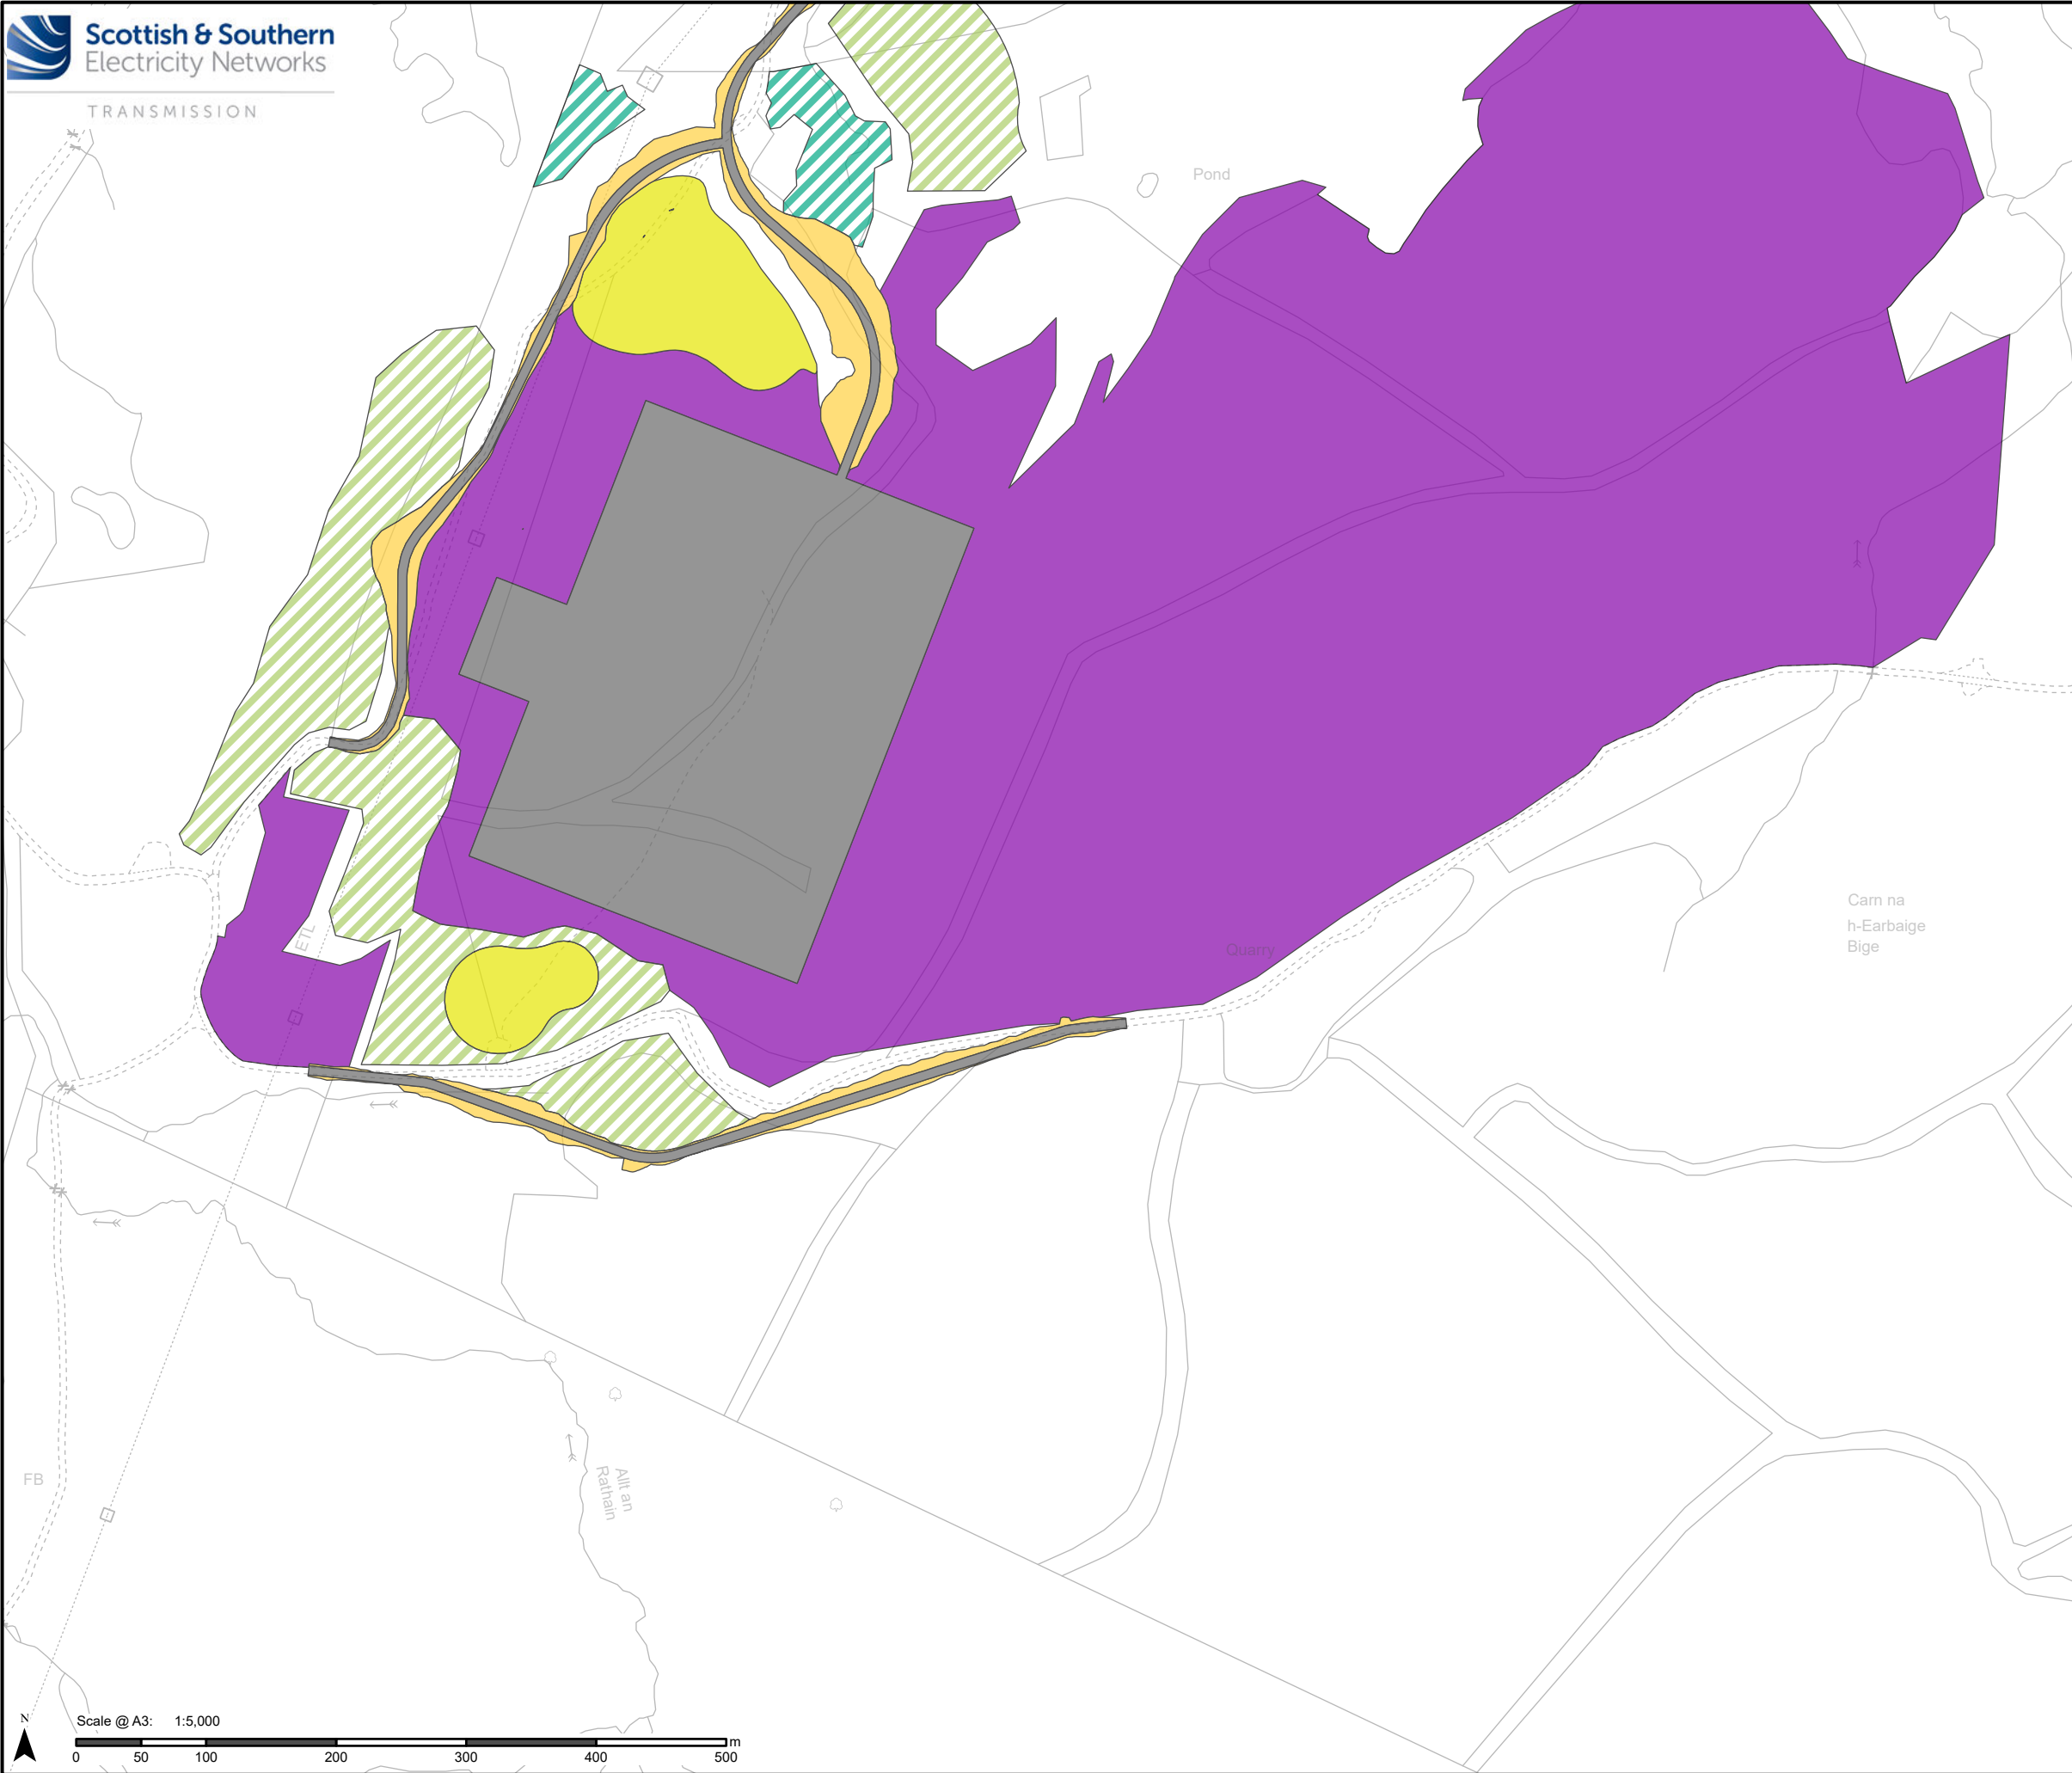 Scottish & Southern
Electricity Networks
TRANSMISSION
Pond
Carn na
h-Earbaige
Bige
Quarry
ETL
FB
Allt an
Rathain
N
Scale @ A3: 1:5,000
m
0 50 100 200 300 400 500